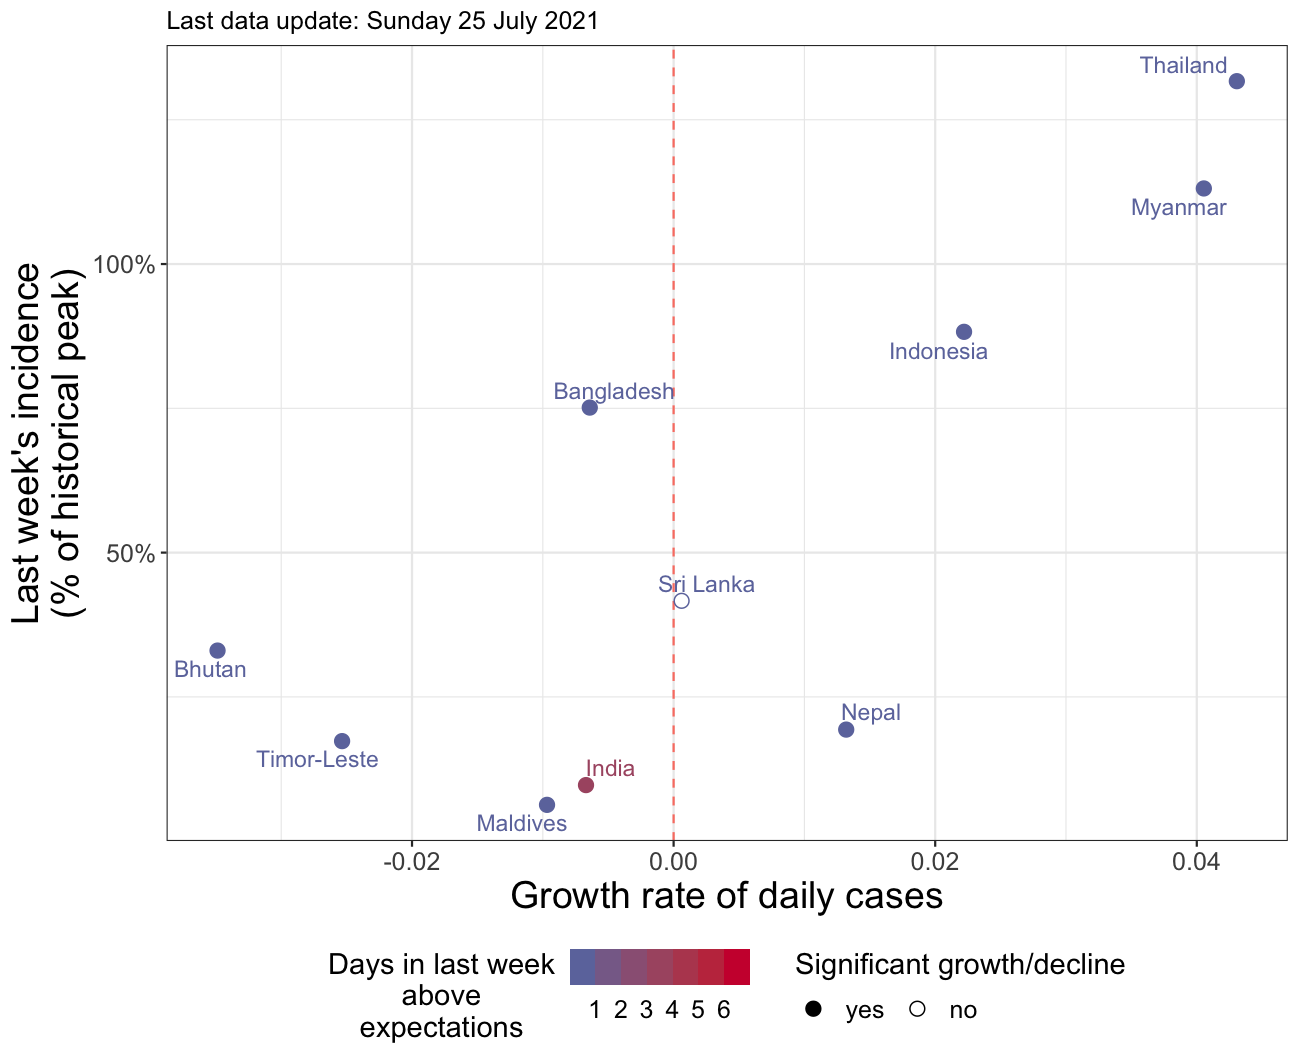 Last data update: Sunday 25 July 2021
Thailand
Myanmar
100%
Indonesia
Bangladesh
Last week's incidence
(% of historical peak)
50%
Sri Lanka
Bhutan
Nepal
Timor-Leste
India
Maldives
-0.02 0.00 0.02 0.04
Growth rate of daily cases
Days in last week
above
expectations
1 2 3 4 5 6
Significant growth/decline
yes no